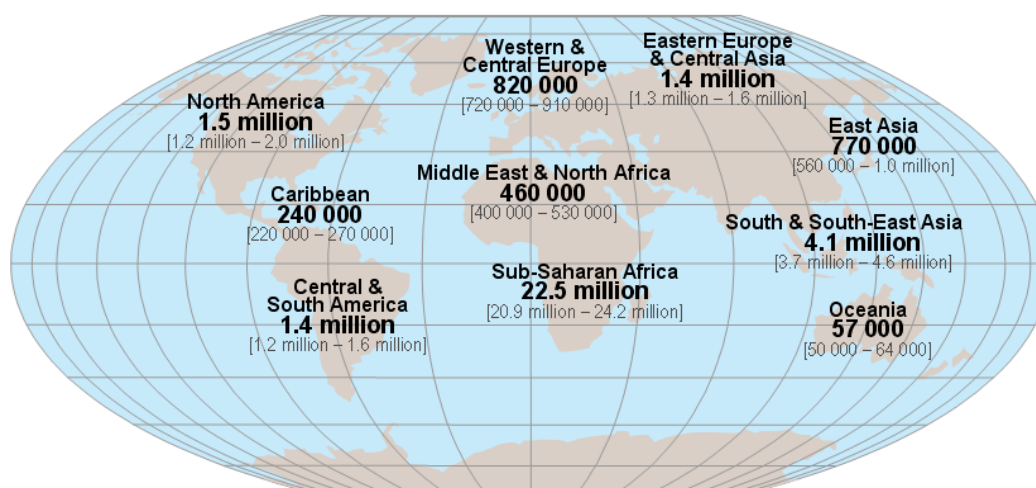 Western &
Central Europe
820 000
[720 000 – 910 000]
Eastern Europe
& Central Asia
1.4 million
[1.3 million – 1.6 million]
North America
1.5 million
[1.2 million – 2.0 million]
East Asia
770 000
[560 000 – 1.0 million]
Middle East & North Africa
460 000
[400 000 – 530 000]
Caribbean
240 000
[220 000 – 270 000]
South & South-East Asia
4.1 million
[3.7 million – 4.6 million]
Sub-Saharan Africa
22.5 million
[20.9 million – 24.2 million]
Central &
South America
1.4 million
[1.2 million – 1.6 million]
Oceania
57 000
[50 000 – 64 000]